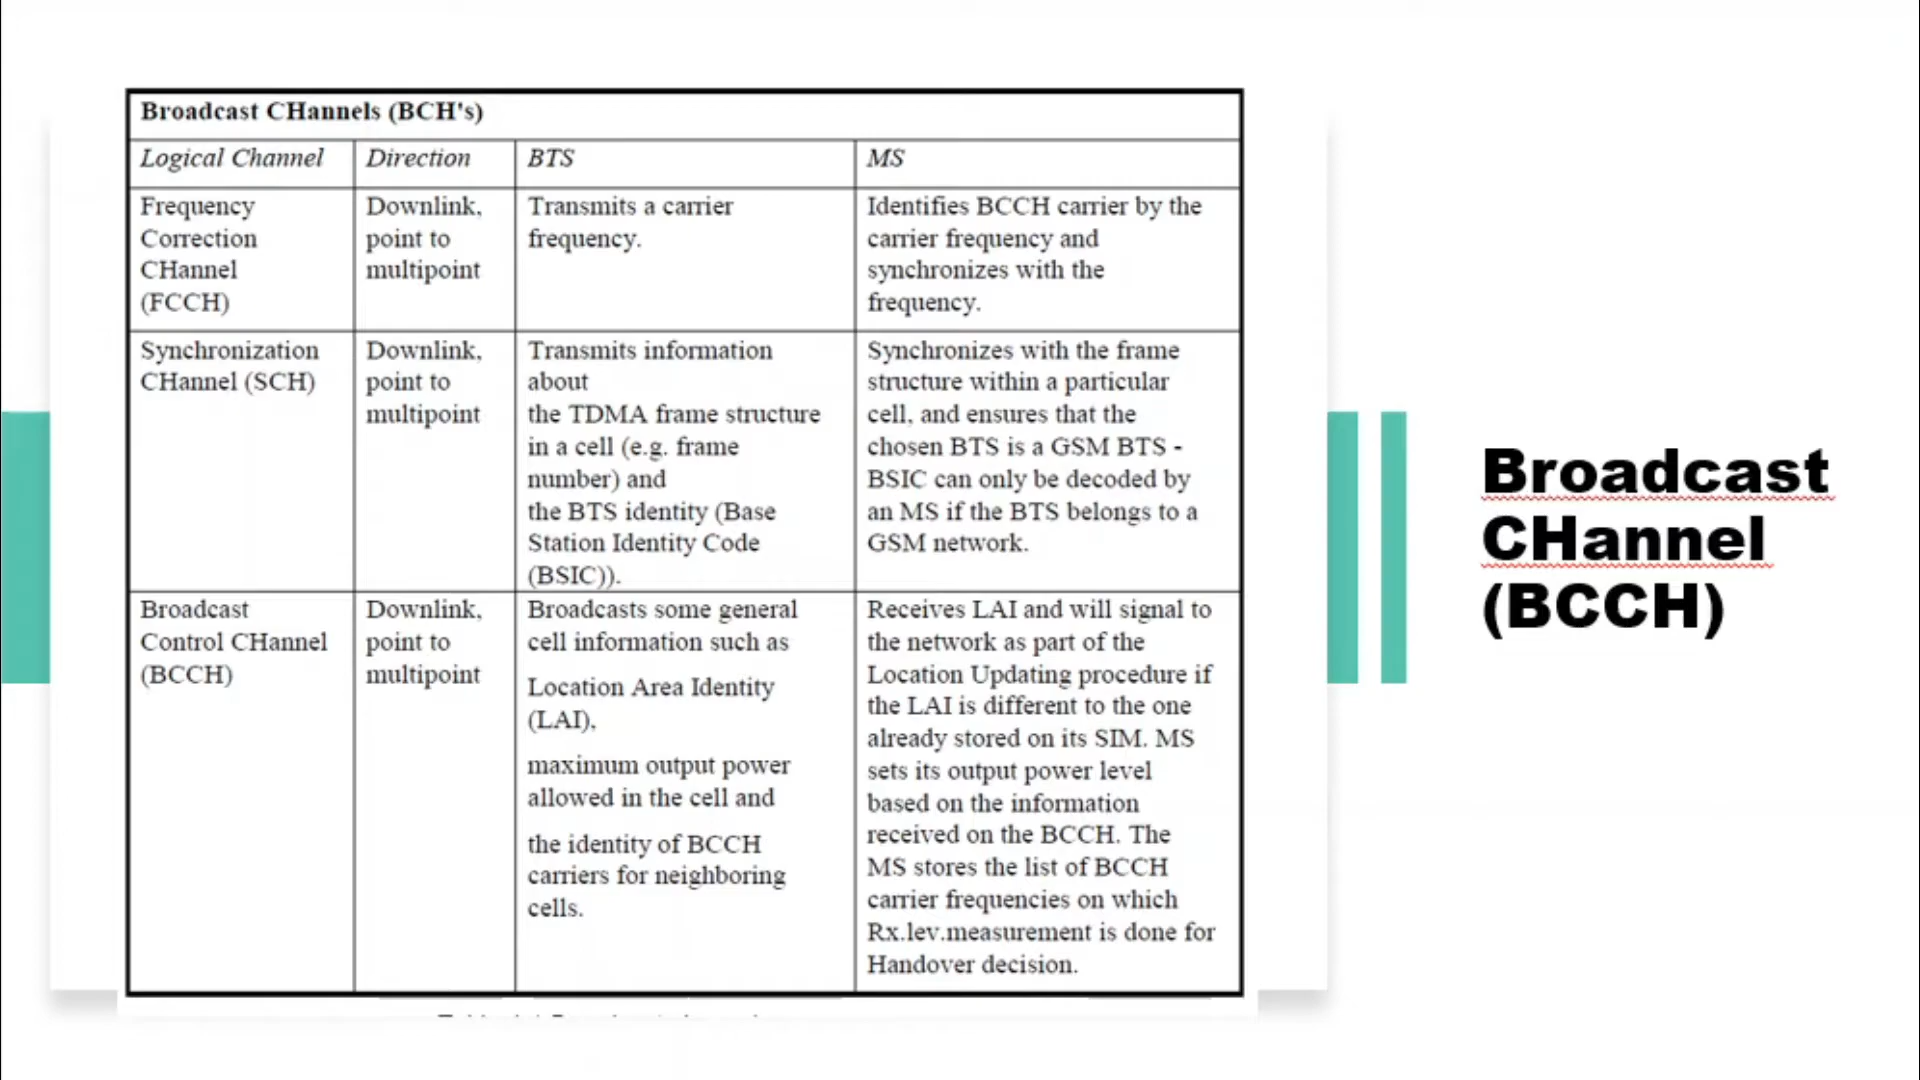 Broadcast CHannels (BCH's)
Logical Channel
Direction
BTS
MS
Frequency
Correction
CHannel
(FCCH)
Downlink,
point to
multipoint
Transmits a carrier
frequency.
Identifies BCCH carrier by the
carrier frequency and
synchronizes with the
frequency.
Synchronization
CHannel (SCH)
Downlink,
point to
multipoint
Transmits information
about
the TDMA frame structure
in a cell (e.g. frame
number) and
the BTS identity (Base
Station Identity Code
(BSIC)).
Synchronizes with the frame
structure within a particular
cell, and ensures that the
chosen BTS is a GSM BTS -
BSIC can only be decoded by
an MS if the BTS belongs to a
GSM network.
Broadcast
Control CHannel
(BCCH)
Downlink,
point to
multipoint
Broadcasts some general
cell information such as
Location Area Identity
(LAI),
maximum output power
allowed in the cell and
the identity of BCCH
carriers for neighboring
cells.
Receives LAI and will signal to
the network as part of the
Location Updating procedure if
the LAI is different to the one
already stored on its SIM. MS
sets its output power level
based on the information
received on the BCCH. The
MS stores the list of BCCH
carrier frequencies on which
Rx.lev.measurement is done for
Handover decision.
Broadcast
CHannel
(BCCH)